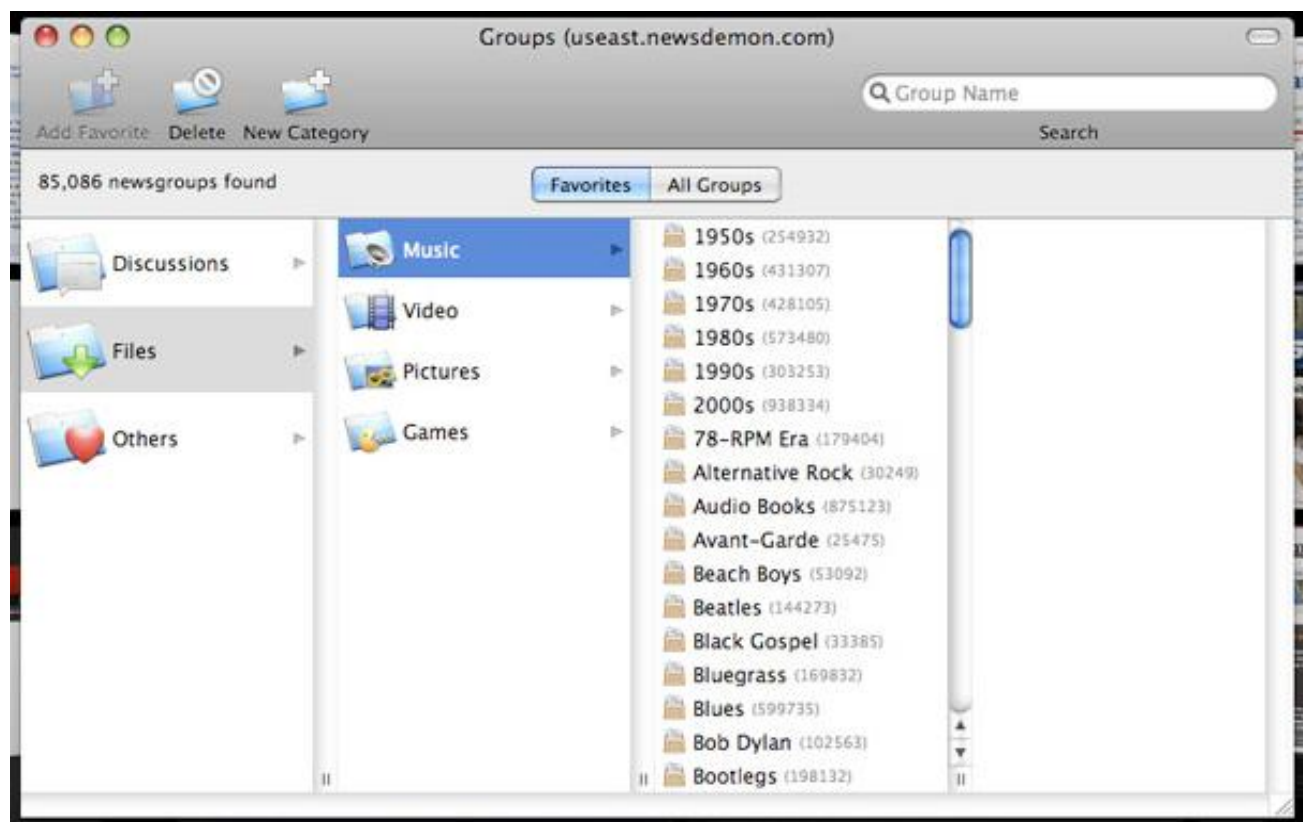 Groups (useast.newsdemon.com)
Group Name
Add Favorite Delete New Category
Search
85,086 newsgroups found
Favorites All Groups
Discussions
Files
Others
Music
Video
Pictures
Games
1950s (254932)
1960s (431307)
1970s (428105)
1980s (573480)
1990s (303253)
2000s (938334)
78-RPM Era (179404)
Alternative Rock (30249)
Audio Books (875123)
Avant-Garde (25475)
Beach Boys (53092)
Beatles (144273)
Black Gospel (33385)
Bluegrass (169832)
Blues (599735)
Bob Dylan (102563)
Bootlegs (198132)